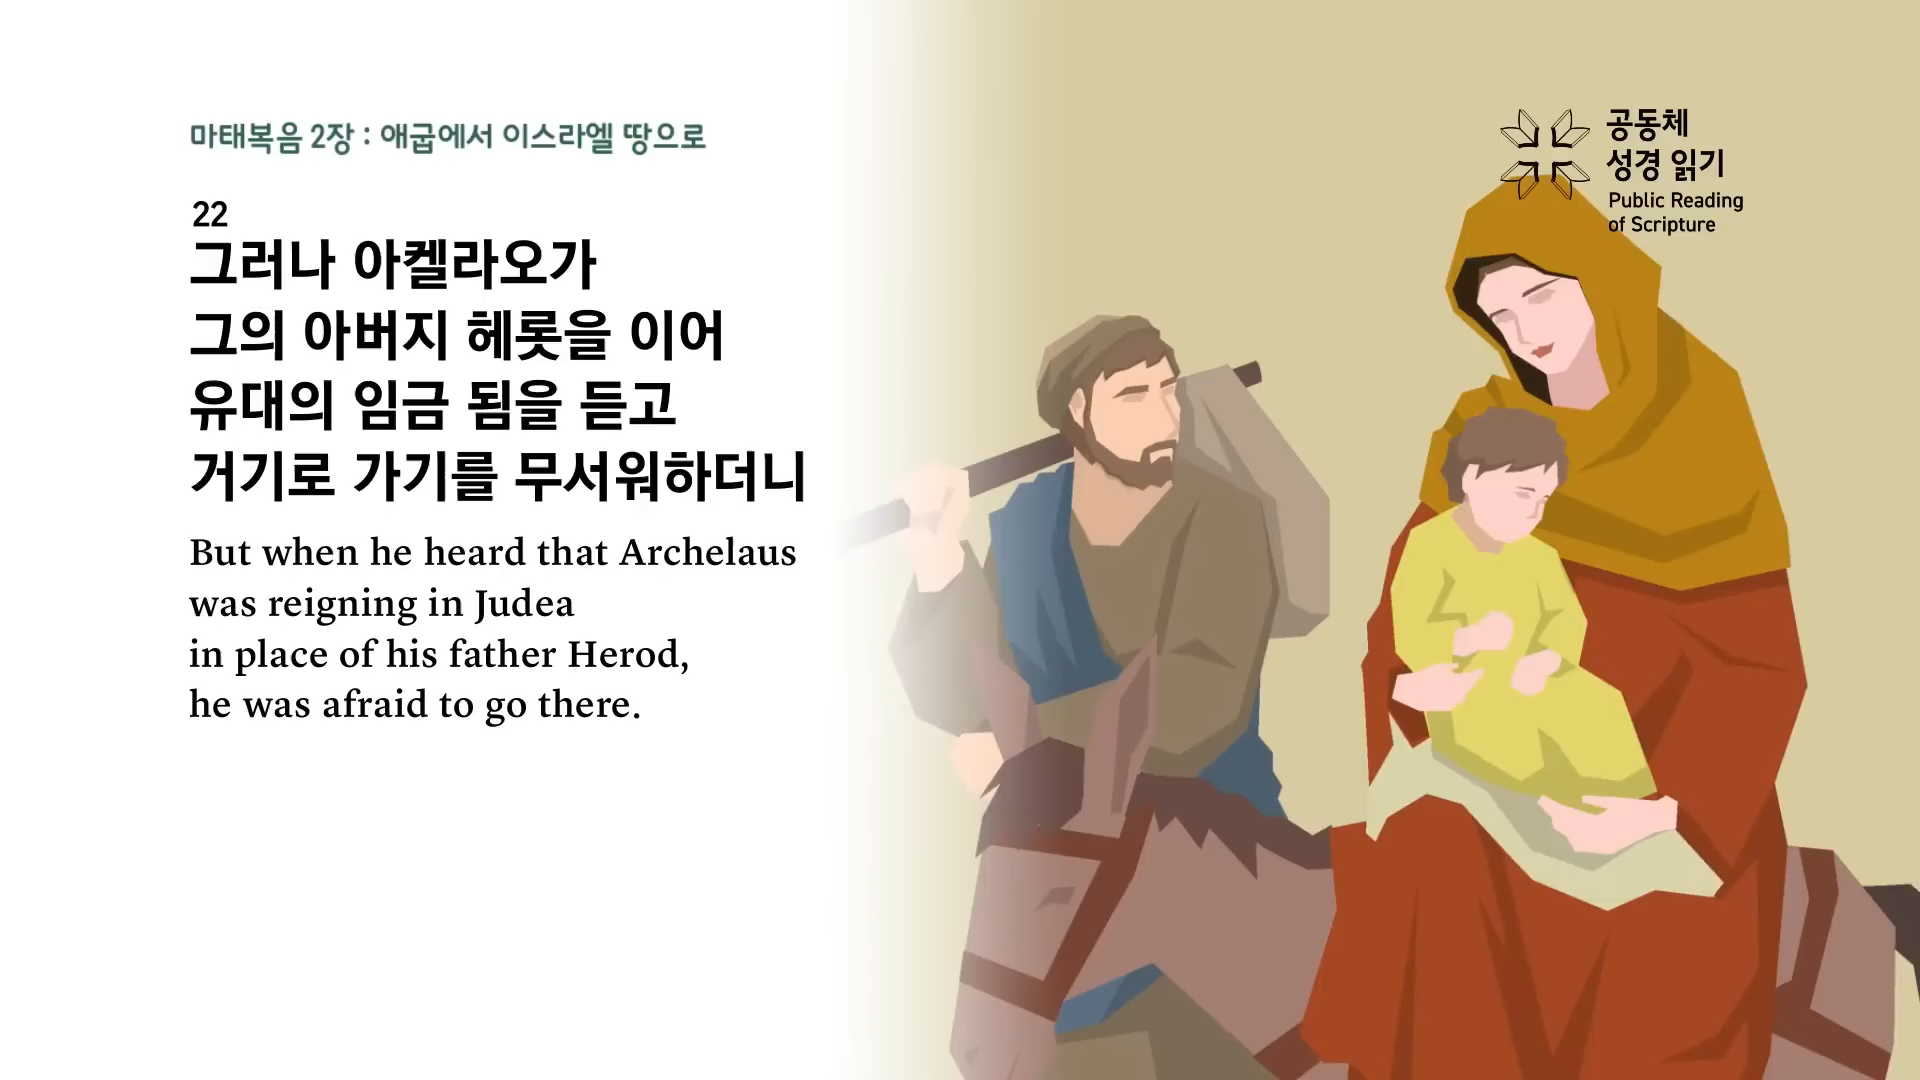 마태복음 2장 : 애굽에서 이스라엘 땅으로
22
그러나 아켈라오가
그의 아버지 헤롯을 이어
유대의 임금 됨을 듣고
거기로 가기를 무서워하더니
But when he heard that Archelaus
was reigning in Judea
in place of his father Herod,
he was afraid to go there.
공동체
성경 읽기
Public Reading
of Scripture